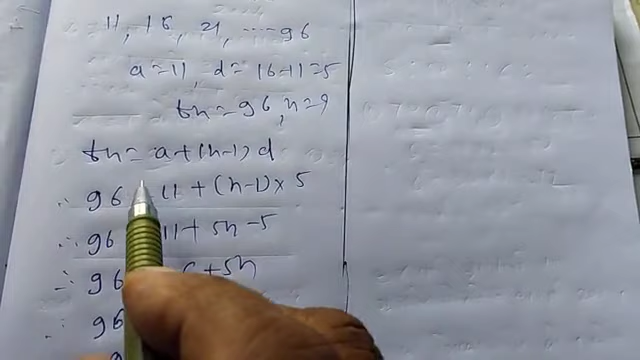 = 11, 16, 21, ---- 96
a = 11, d = 16-11 = 5
tn = 96, n = ?
tn = a + (n-1) d
∴ 96 11 + (n-1) × 5
∴ 96 11 + 5n - 5
∴ 96 6 + 5n
∴ 96